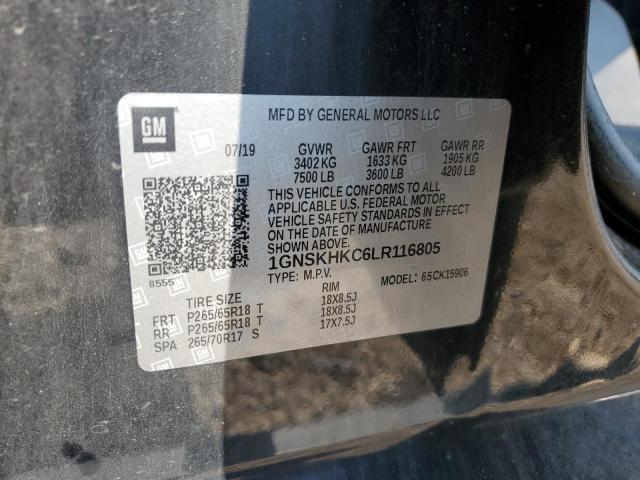 GM
MFD BY GENERAL MOTORS LLC
07/19 GVWR GAWR FRT GAWR RR
3402 KG 1633 KG 1905 KG
7500 LB 3600 LB 4200 LB
THIS VEHICLE CONFORMS TO ALL
APPLICABLE U.S. FEDERAL MOTOR
VEHICLE SAFETY STANDARDS IN EFFECT
ON THE DATE OF MANUFACTURE
SHOWN ABOVE.
1GNSKHKC6LR116805
TYPE: M.P.V. MODEL: 65CK15906
8555
TIRE SIZE RIM
FRT P265/65R18 T 18X8.5J
RR P265/65R18 T 18X8.5J
SPA 265/70R17 S 17X7.5J